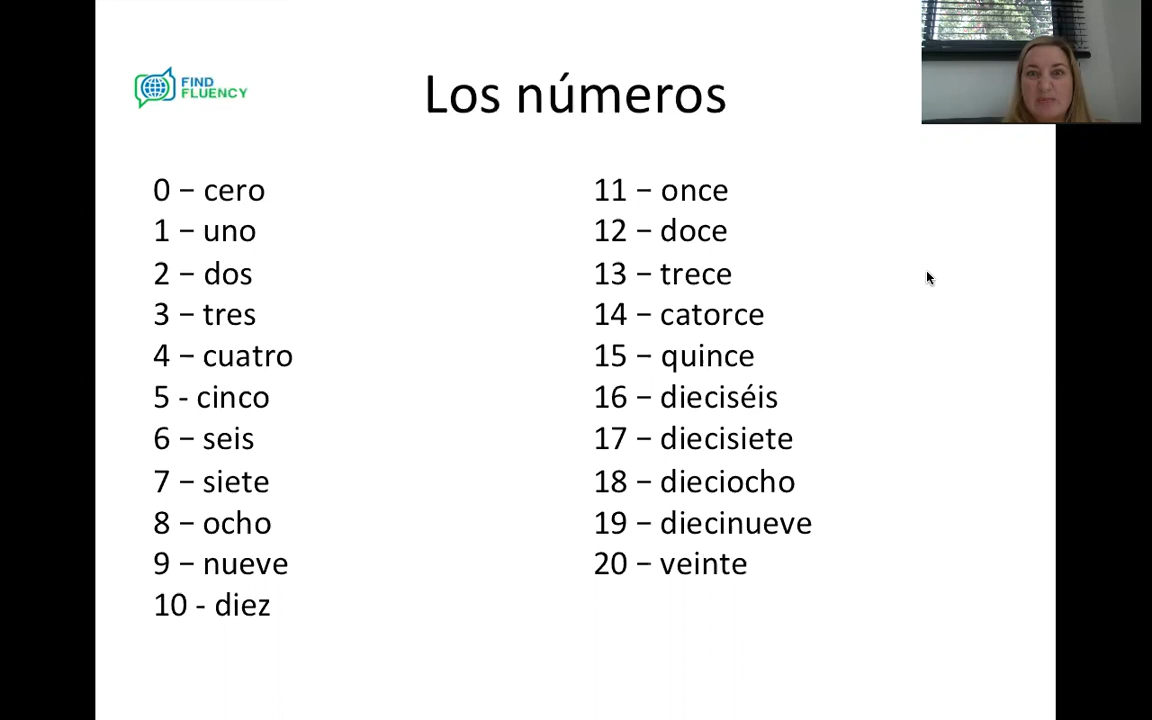 FIND
FLUENCY
Los números
0 – cero
1 – uno
2 – dos
3 – tres
4 – cuatro
5 - cinco
6 – seis
7 – siete
8 – ocho
9 – nueve
10 - diez
11 – once
12 – doce
13 – trece
14 – catorce
15 – quince
16 – dieciséis
17 – diecisiete
18 – dieciocho
19 – diecinueve
20 – veinte